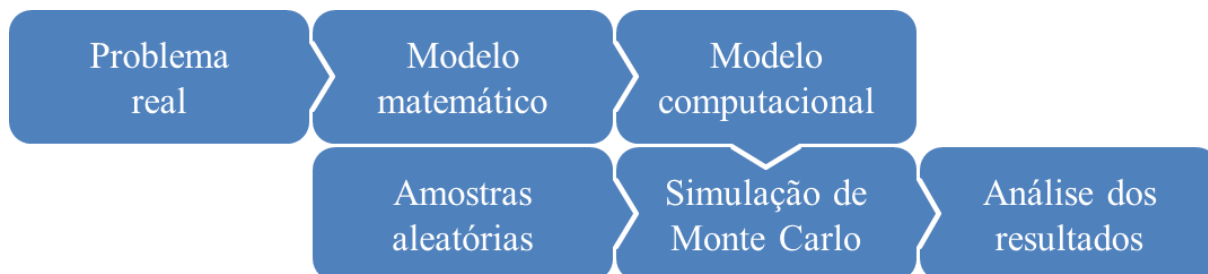 Problema
real
Modelo
matemático
Modelo
computacional
Amostras
aleatórias
Simulação de
Monte Carlo
Análise dos
resultados